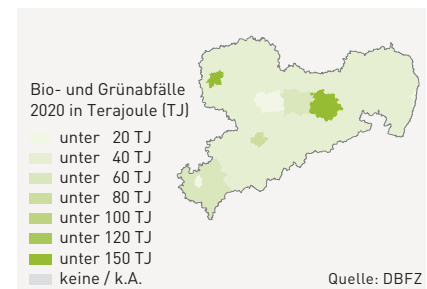 Bio- und Grünabfälle
2020 in Terajoule (TJ)
unter 20 TJ
unter 40 TJ
unter 60 TJ
unter 80 TJ
unter 100 TJ
unter 120 TJ
unter 150 TJ
keine / k.A.
Quelle: DBFZ